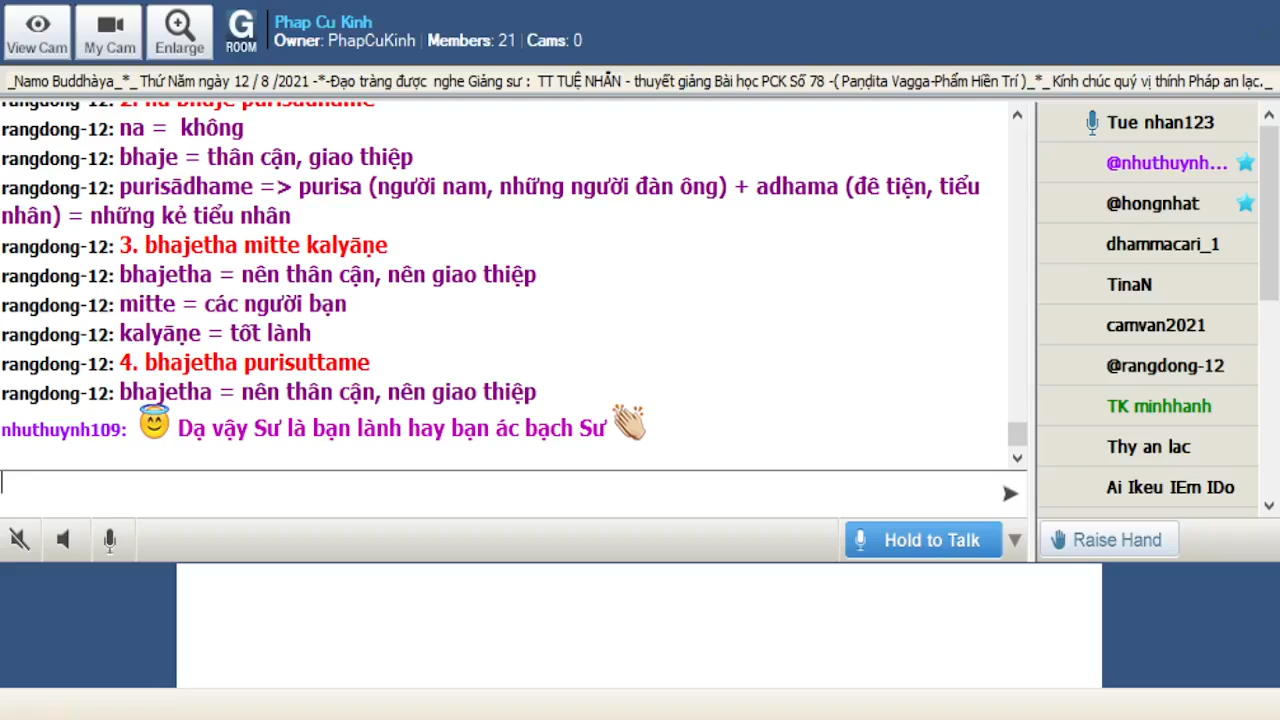 View Cam
My Cam
Enlarge
G
ROOM
Phap Cu Kinh
Owner: PhapCuKinh | Members: 21 | Cams: 0
_Namo Buddhàya_*_ Thứ Năm ngày 12 / 8 /2021 -*-Đạo tràng được nghe Giảng sư : TT TUỆ NHẪN - thuyết giảng Bài học PCK Số 78 -( Paṇḍita Vagga-Phẩm Hiền Trí )_*_ Kính chúc quý vị thính Pháp an lạc._
rangdong-12: 2. na bhaje purisādhame
rangdong-12: na = không
rangdong-12: bhaje = thân cận, giao thiệp
rangdong-12: purisādhame => purisa (người nam, những người đàn ông) + adhama (đê tiện, tiểu
nhân) = những kẻ tiểu nhân
rangdong-12: 3. bhajetha mitte kalyāṇe
rangdong-12: bhajetha = nên thân cận, nên giao thiệp
rangdong-12: mitte = các người bạn
rangdong-12: kalyāṇe = tốt lành
rangdong-12: 4. bhajetha purisuttame
rangdong-12: bhajetha = nên thân cận, nên giao thiệp
nhuthuynh109: Dạ vậy Sư là bạn lành hay bạn ác bạch Sư
Tue nhan123
@nhuthuynh...
@hongnhat
dhammacari_1
TinaN
camvan2021
@rangdong-12
TK minhhanh
Thy an lac
Ai Ikeu IEm IDo
Hold to Talk
Raise Hand